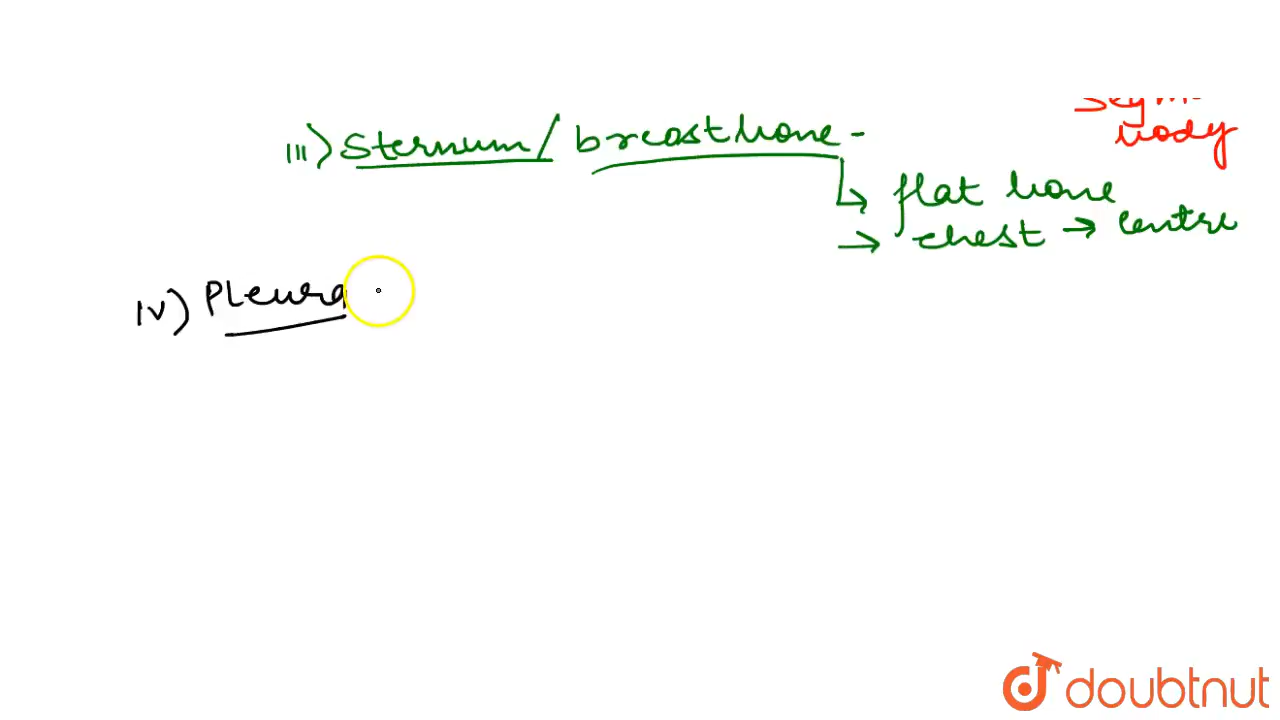 iii) Sternum / breastbone -
body
↳ flat bone
→ chest → centre
iv) Pleura
doubtnut